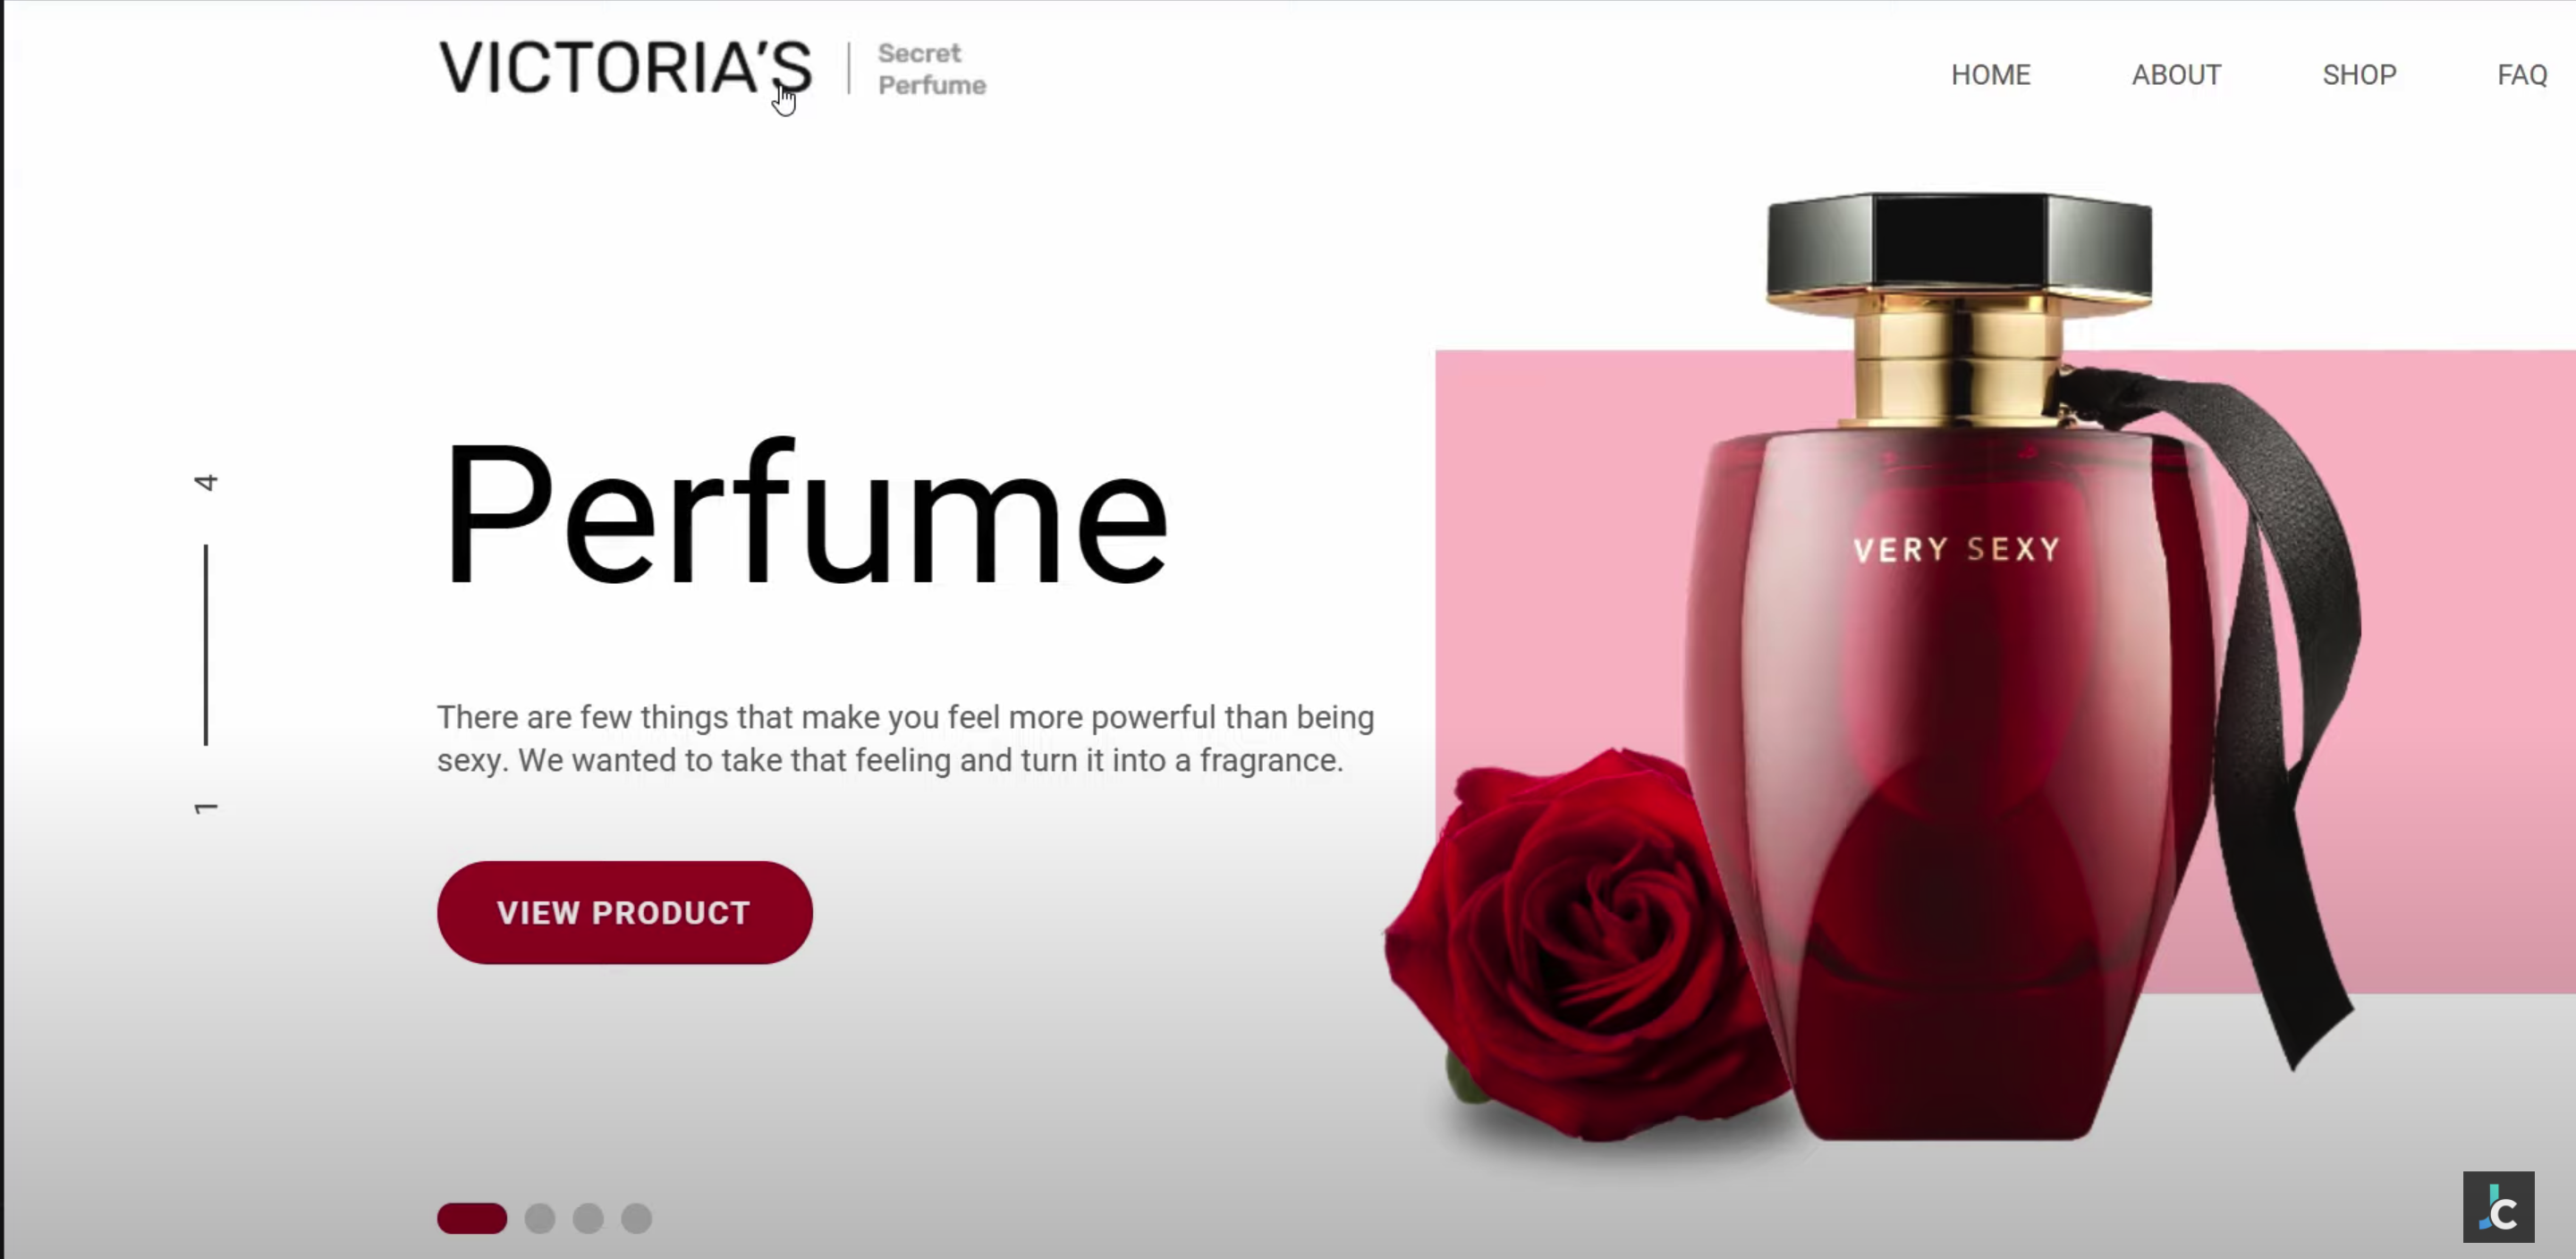 VICTORIA'S
Secret
Perfume
HOME
ABOUT
SHOP
FAQ
4
1
Perfume
There are few things that make you feel more powerful than being
sexy. We wanted to take that feeling and turn it into a fragrance.
VIEW PRODUCT
VERY SEXY
JC